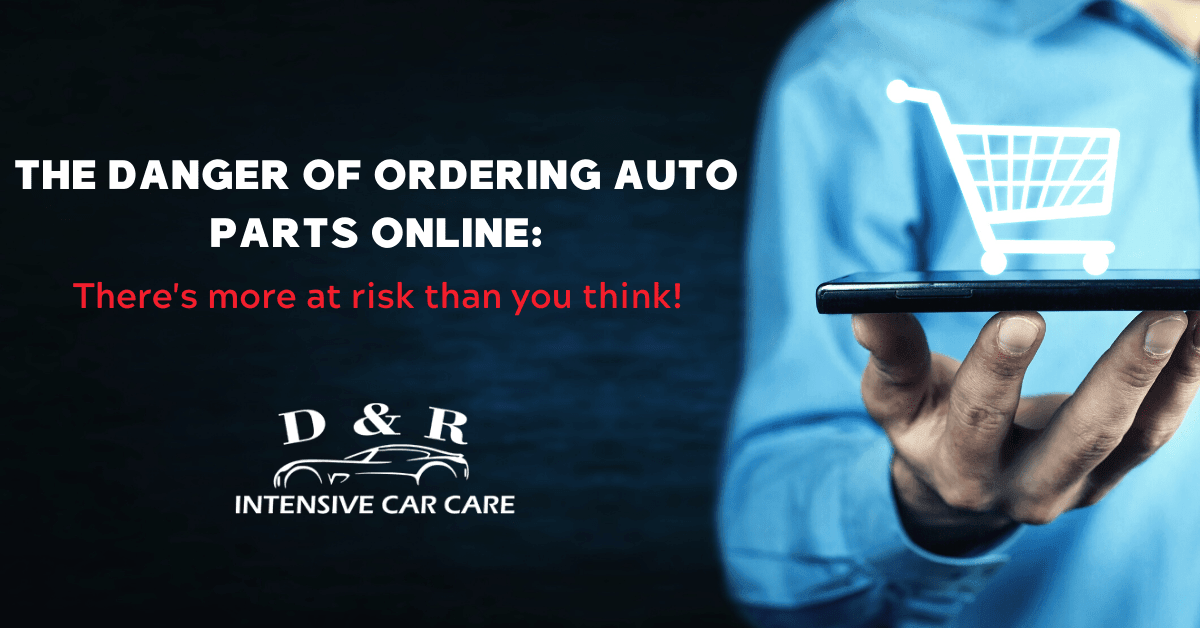 THE DANGER OF ORDERING AUTO
PARTS ONLINE:
There's more at risk than you think!
D & R
INTENSIVE CAR CARE